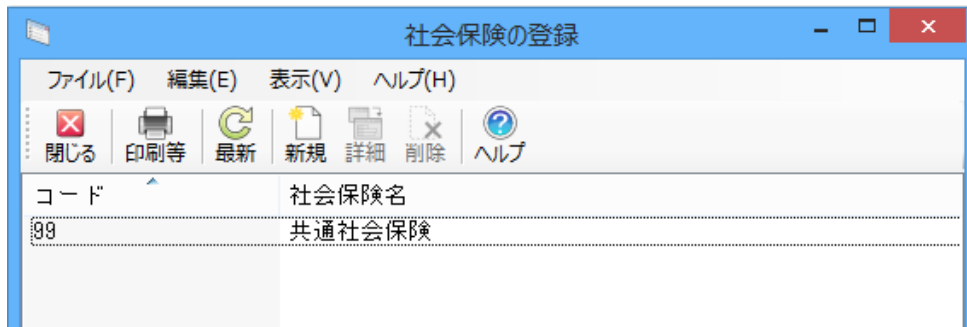 社会保険の登録
ファイル(F) 編集(E) 表示(V) ヘルプ(H)
閉じる 印刷等 最新 新規 詳細 削除 ヘルプ
コード 社会保険名
99 共通社会保険